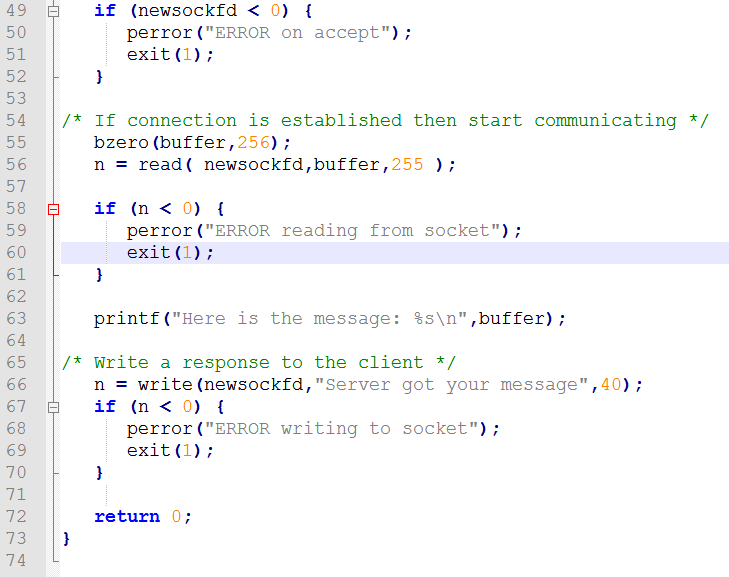 49 if (newsockfd < 0) {
50 perror("ERROR on accept");
51 exit(1);
52 }
53
54 /* If connection is established then start communicating */
55 bzero(buffer,256);
56 n = read( newsockfd,buffer,255 );
57
58 if (n < 0) {
59 perror("ERROR reading from socket");
60 exit(1);
61 }
62
63 printf("Here is the message: %s\n",buffer);
64
65 /* Write a response to the client */
66 n = write(newsockfd,"Server got your message",40);
67 if (n < 0) {
68 perror("ERROR writing to socket");
69 exit(1);
70 }
71
72 return 0;
73 }
74